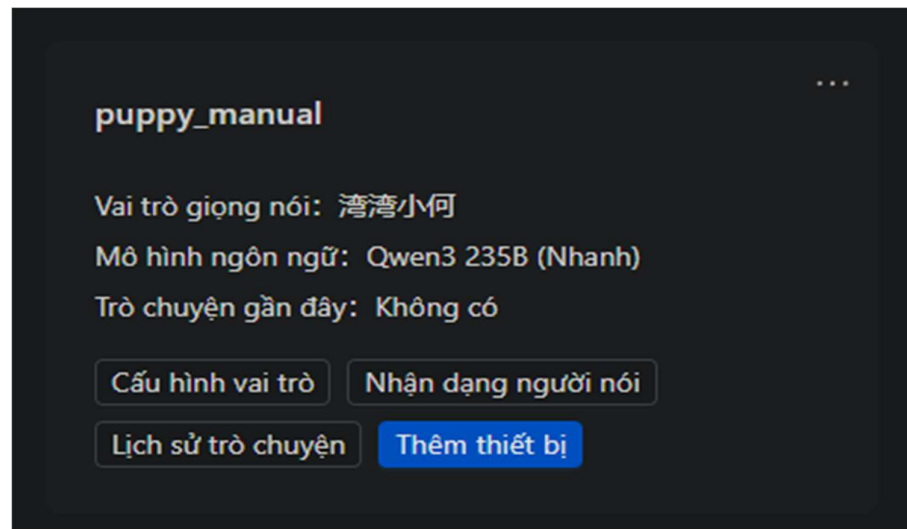 ...
puppy_manual
Vai trò giọng nói: 湾湾小何
Mô hình ngôn ngữ: Qwen3 235B (Nhanh)
Trò chuyện gần đây: Không có
Cấu hình vai trò Nhận dạng người nói
Lịch sử trò chuyện Thêm thiết bị